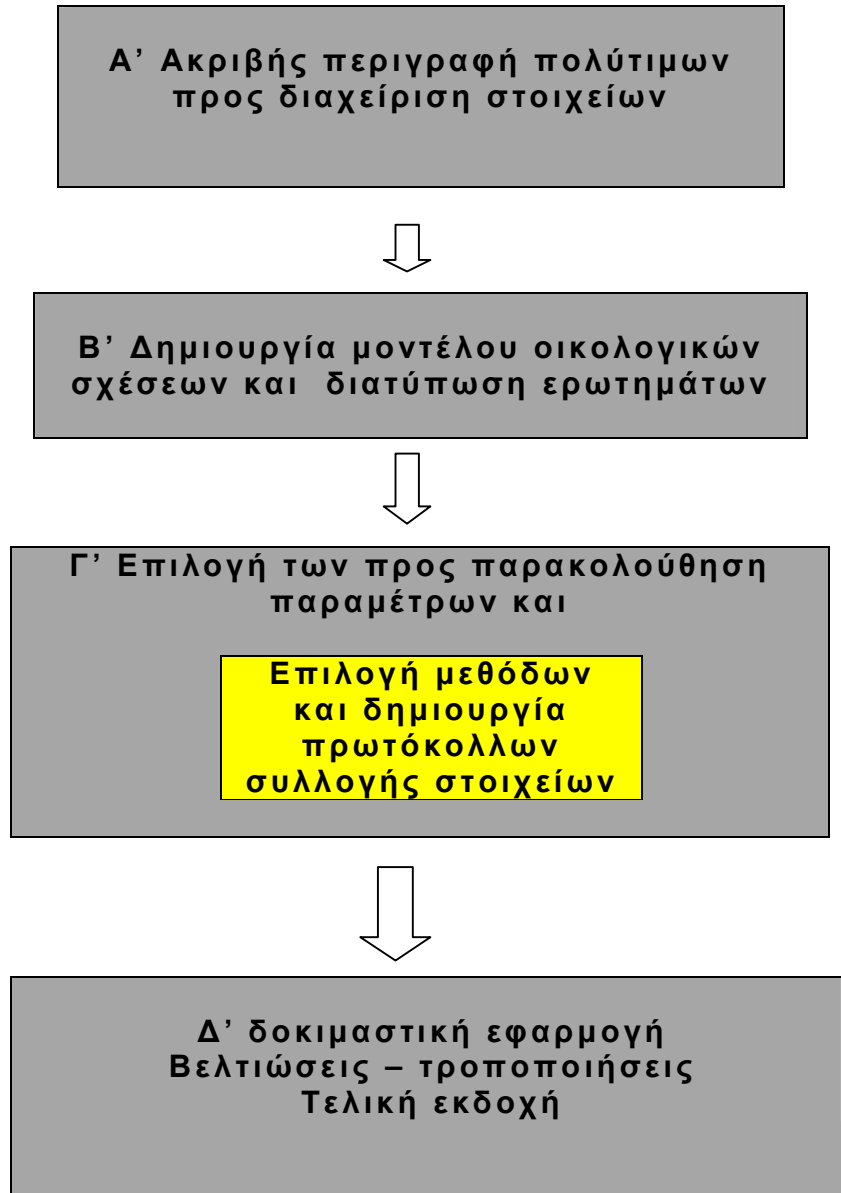 Α’ Ακριβής περιγραφή πολύτιμων
προς διαχείριση στοιχείων
Β’ Δημιουργία μοντέλου οικολογικών
σχέσεων και διατύπωση ερωτημάτων
Γ’ Επιλογή των προς παρακολούθηση
παραμέτρων και
Επιλογή μεθόδων
και δημιουργία
πρωτόκολλων
συλλογής στοιχείων
Δ’ δοκιμαστική εφαρμογή
Βελτιώσεις – τροποποιήσεις
Τελική εκδοχή